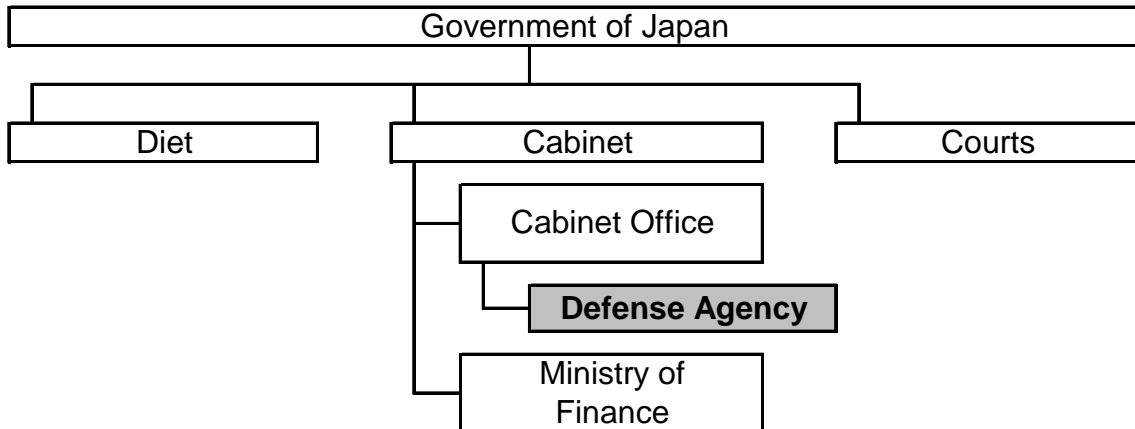 Government of Japan
Diet
Cabinet
Courts
Cabinet Office
Defense Agency
Ministry of
Finance